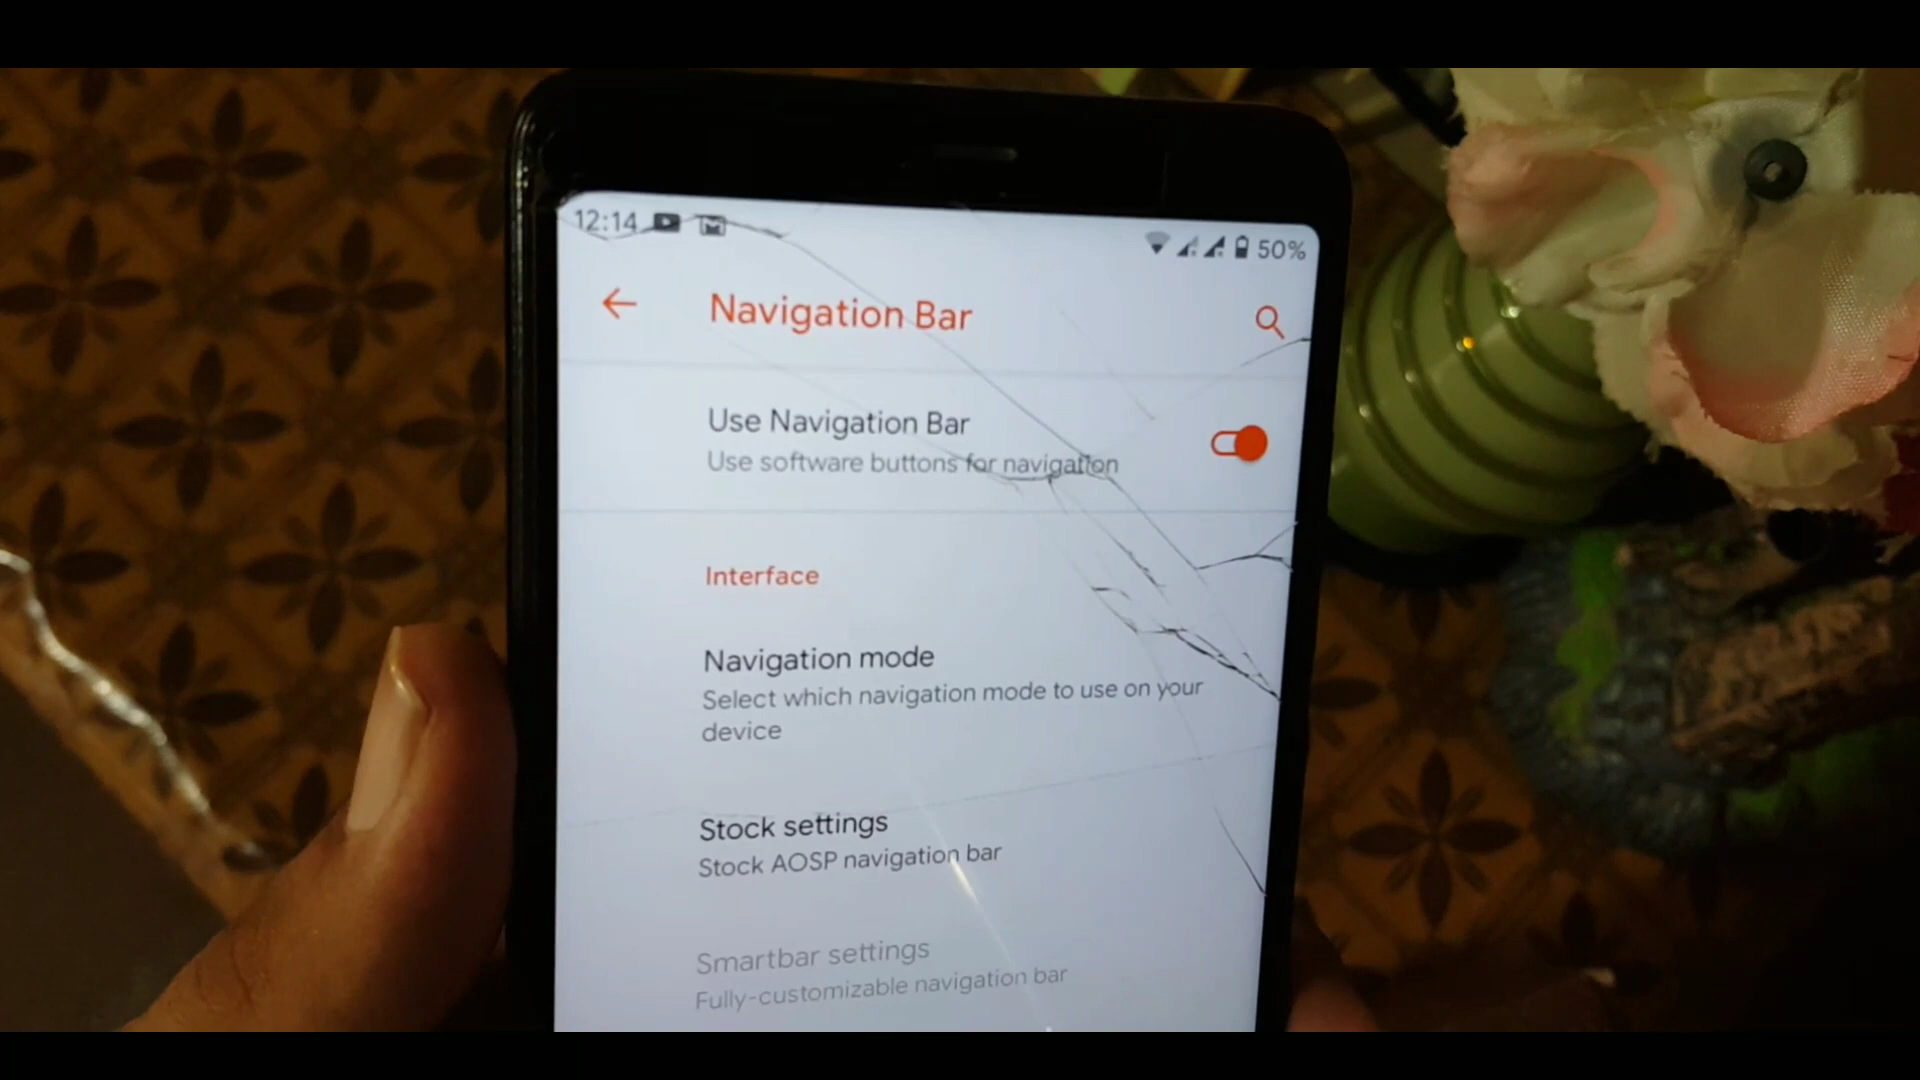 12:14 50%
Navigation Bar
Use Navigation Bar
Use software buttons for navigation
Interface
Navigation mode
Select which navigation mode to use on your
device
Stock settings
Stock AOSP navigation bar
Smartbar settings
Fully-customizable navigation bar